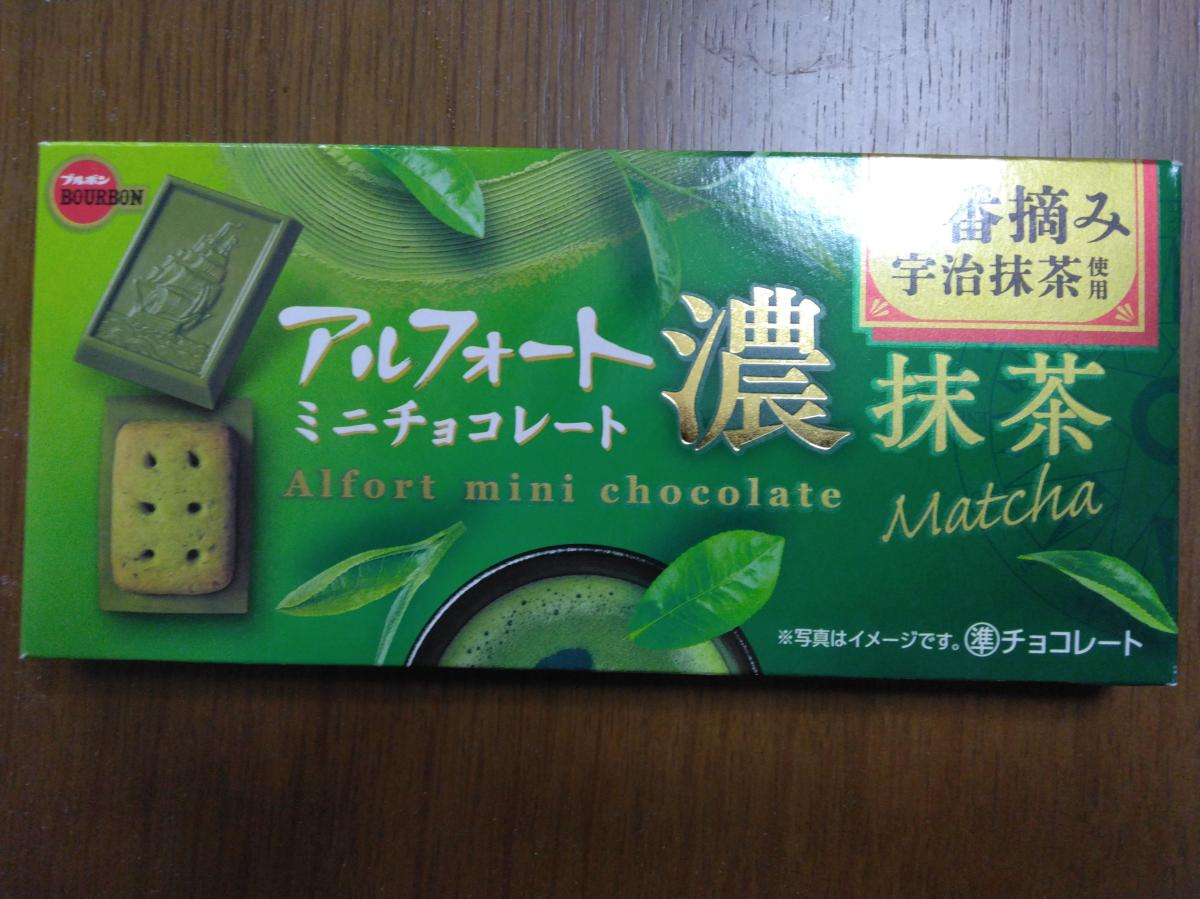 ブルボン
BOURBON
一番摘み
宇治抹茶使用
アルフォート
ミニチョコレート
濃抹茶
Alfort mini chocolate
Matcha
※写真はイメージです。準チョコレート